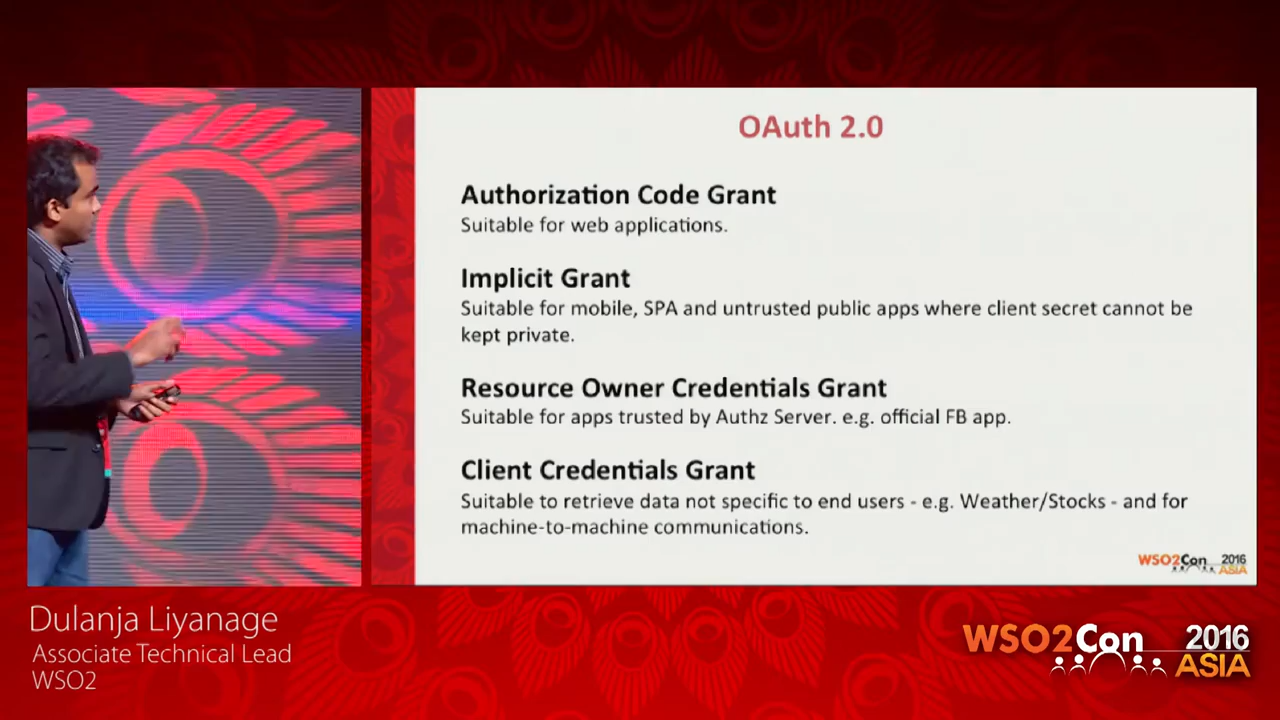 OAuth 2.0
Authorization Code Grant
Suitable for web applications.
Implicit Grant
Suitable for mobile, SPA and untrusted public apps where client secret cannot be
kept private.
Resource Owner Credentials Grant
Suitable for apps trusted by Authz Server. e.g. official FB app.
Client Credentials Grant
Suitable to retrieve data not specific to end users - e.g. Weather/Stocks - and for
machine-to-machine communications.
WSO2Con 2016
ASIA
Dulanja Liyanage
Associate Technical Lead
WSO2
WSO2Con 2016
ASIA